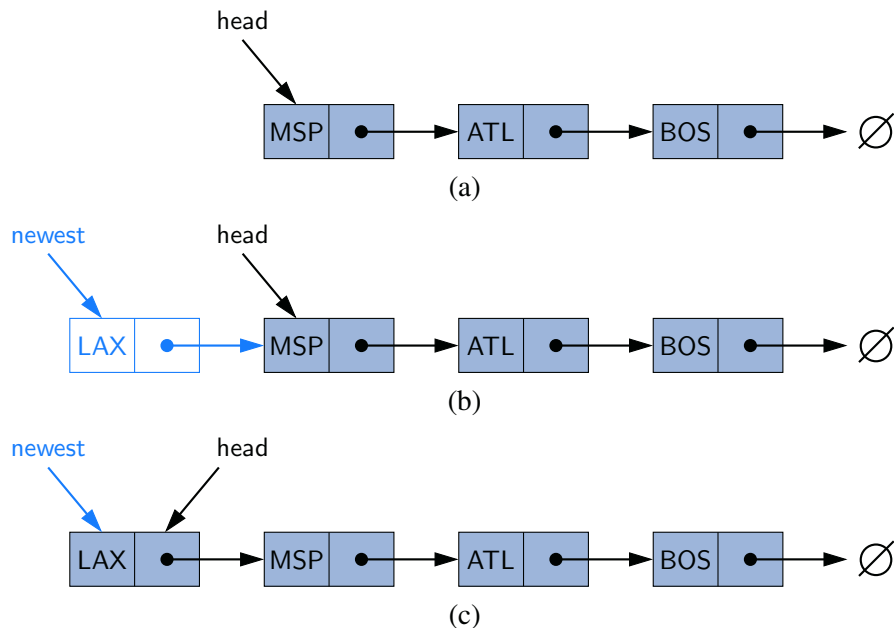 head
MSP ATL BOS ∅
(a)
newest head
LAX MSP ATL BOS ∅
(b)
newest head
LAX MSP ATL BOS ∅
(c)